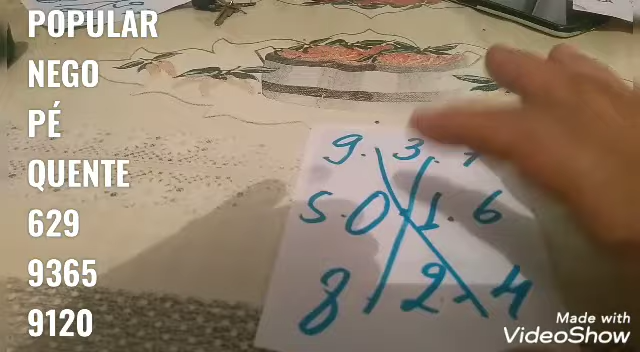 POPULAR
NEGO
PÉ
QUENTE
629
9365
9120
9. 3. 7
5. 0 1. 6
8 2 4
Made with
VideoShow